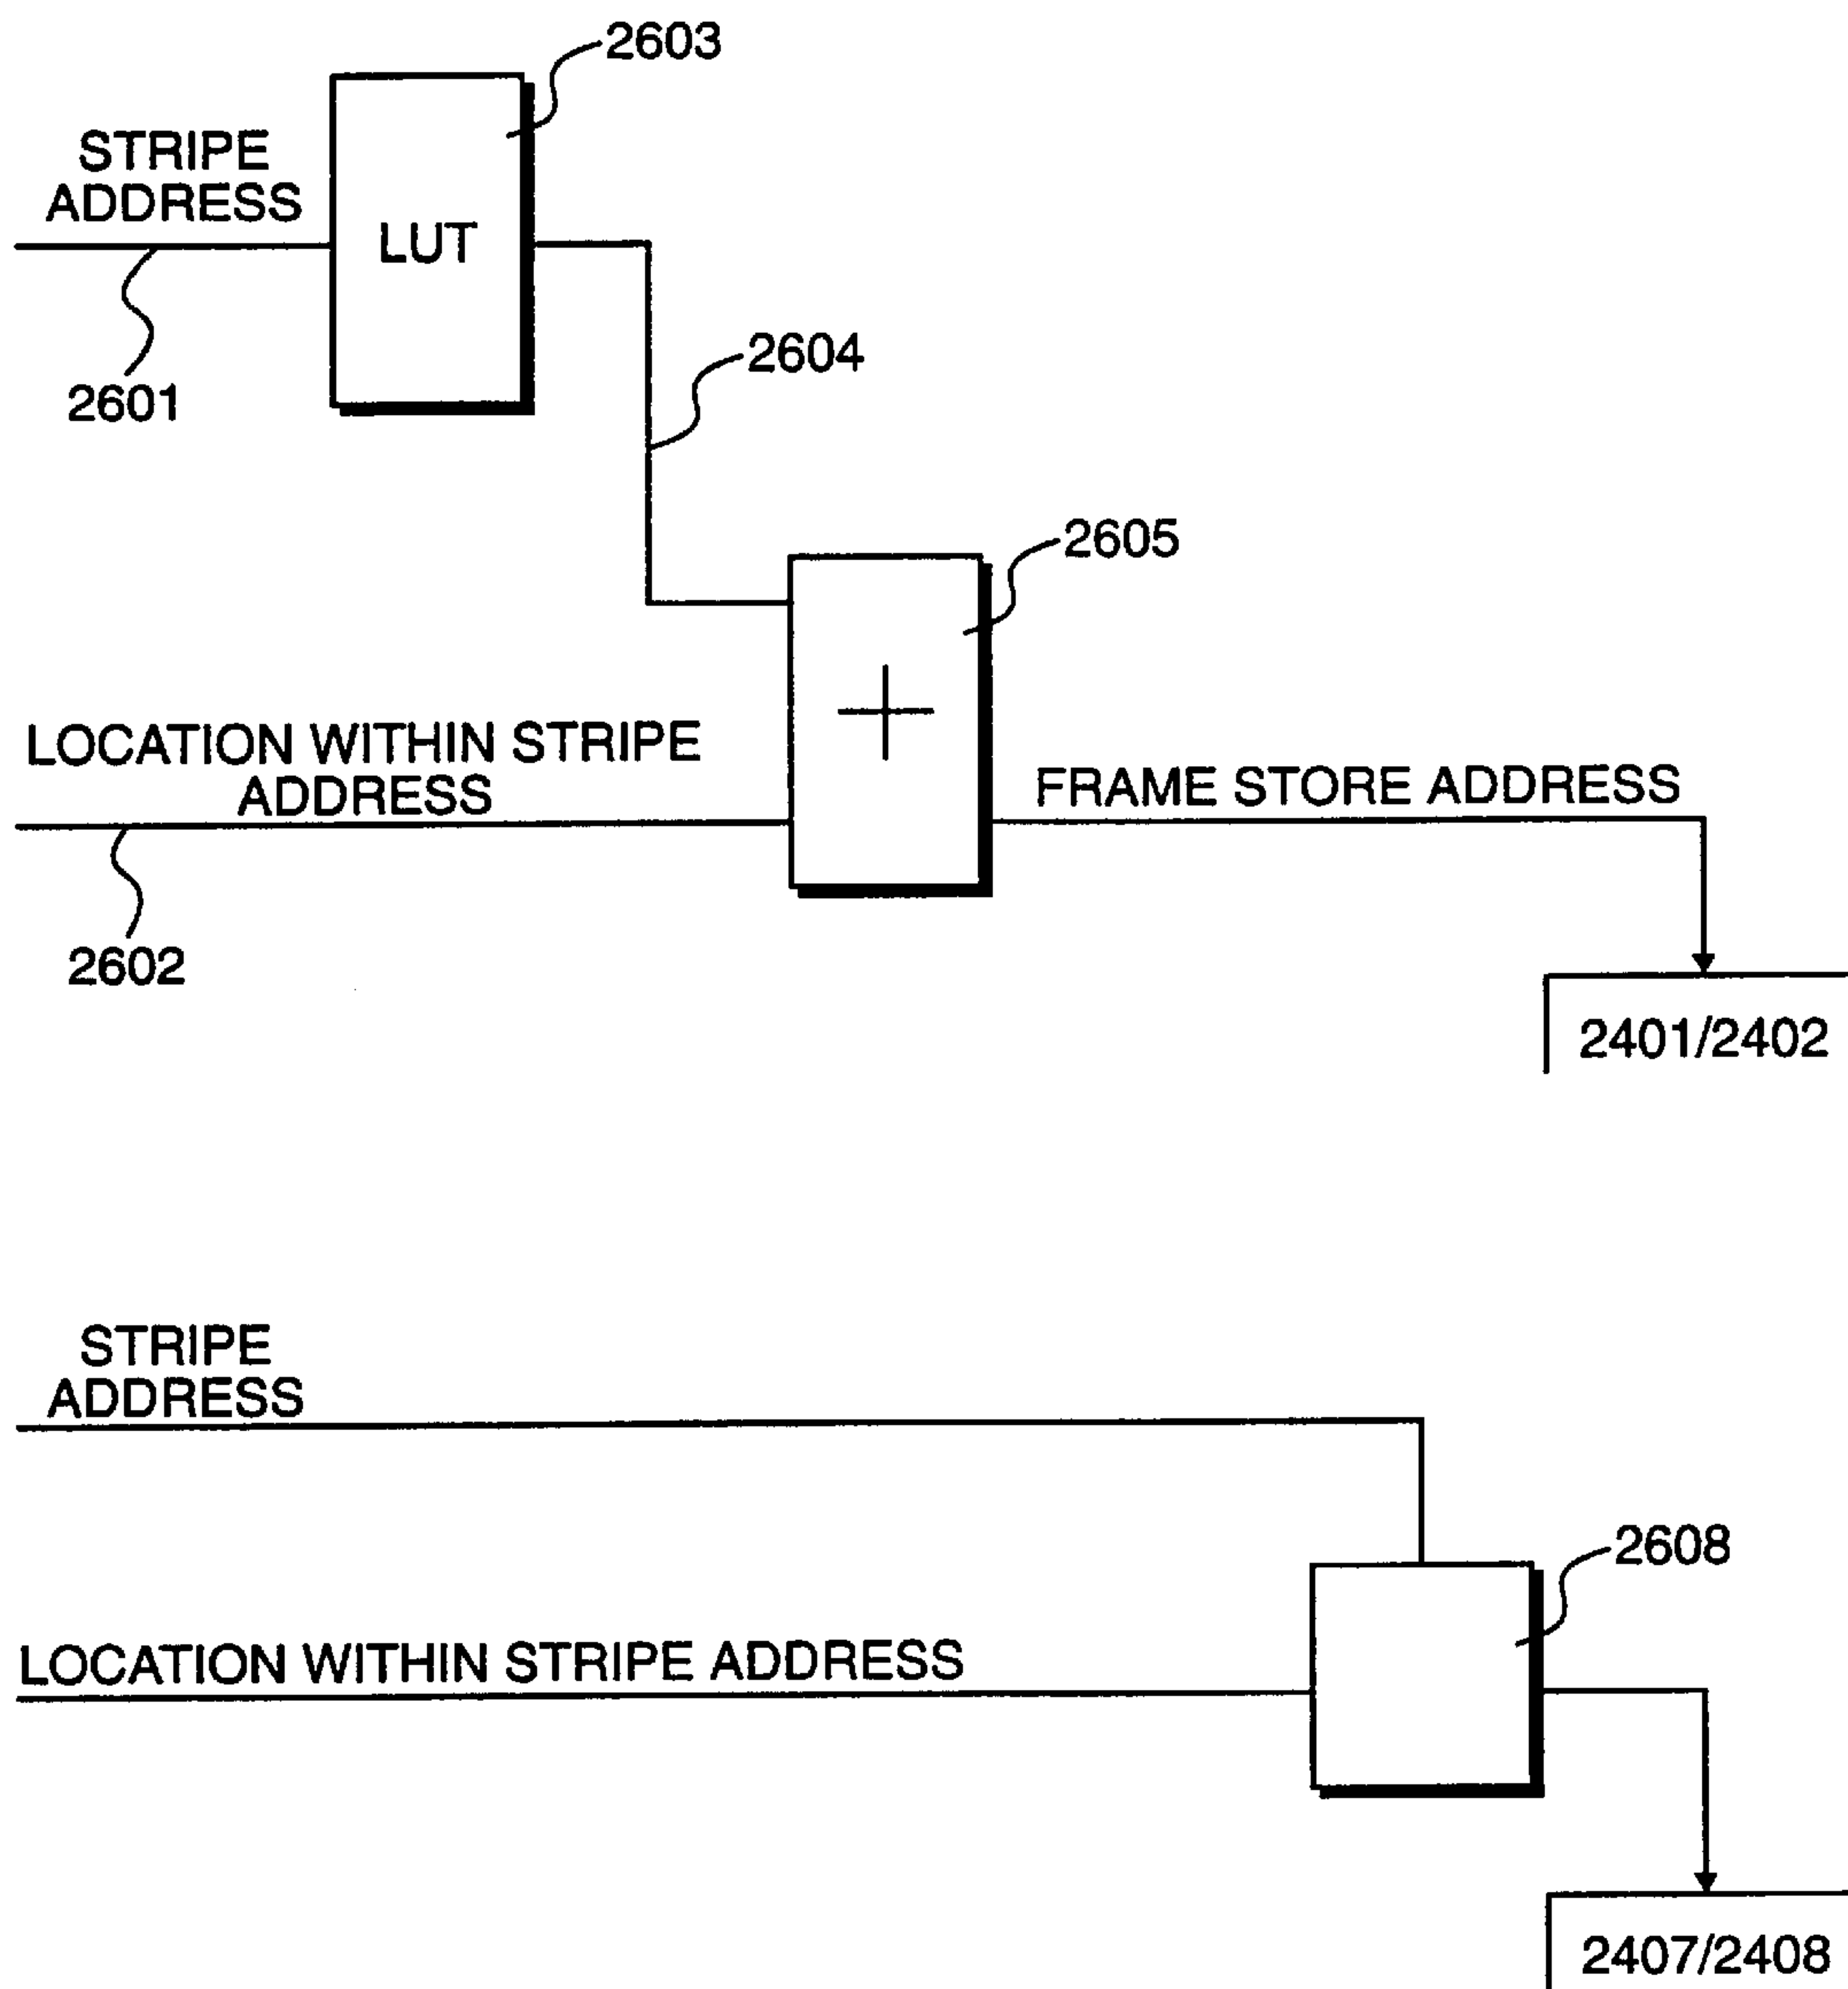 2603
STRIPE
ADDRESS
LUT
2601
2604
2605
LOCATION WITHIN STRIPE
ADDRESS
FRAME STORE ADDRESS
2602
2401/2402
STRIPE
ADDRESS
2608
LOCATION WITHIN STRIPE ADDRESS
2407/2408